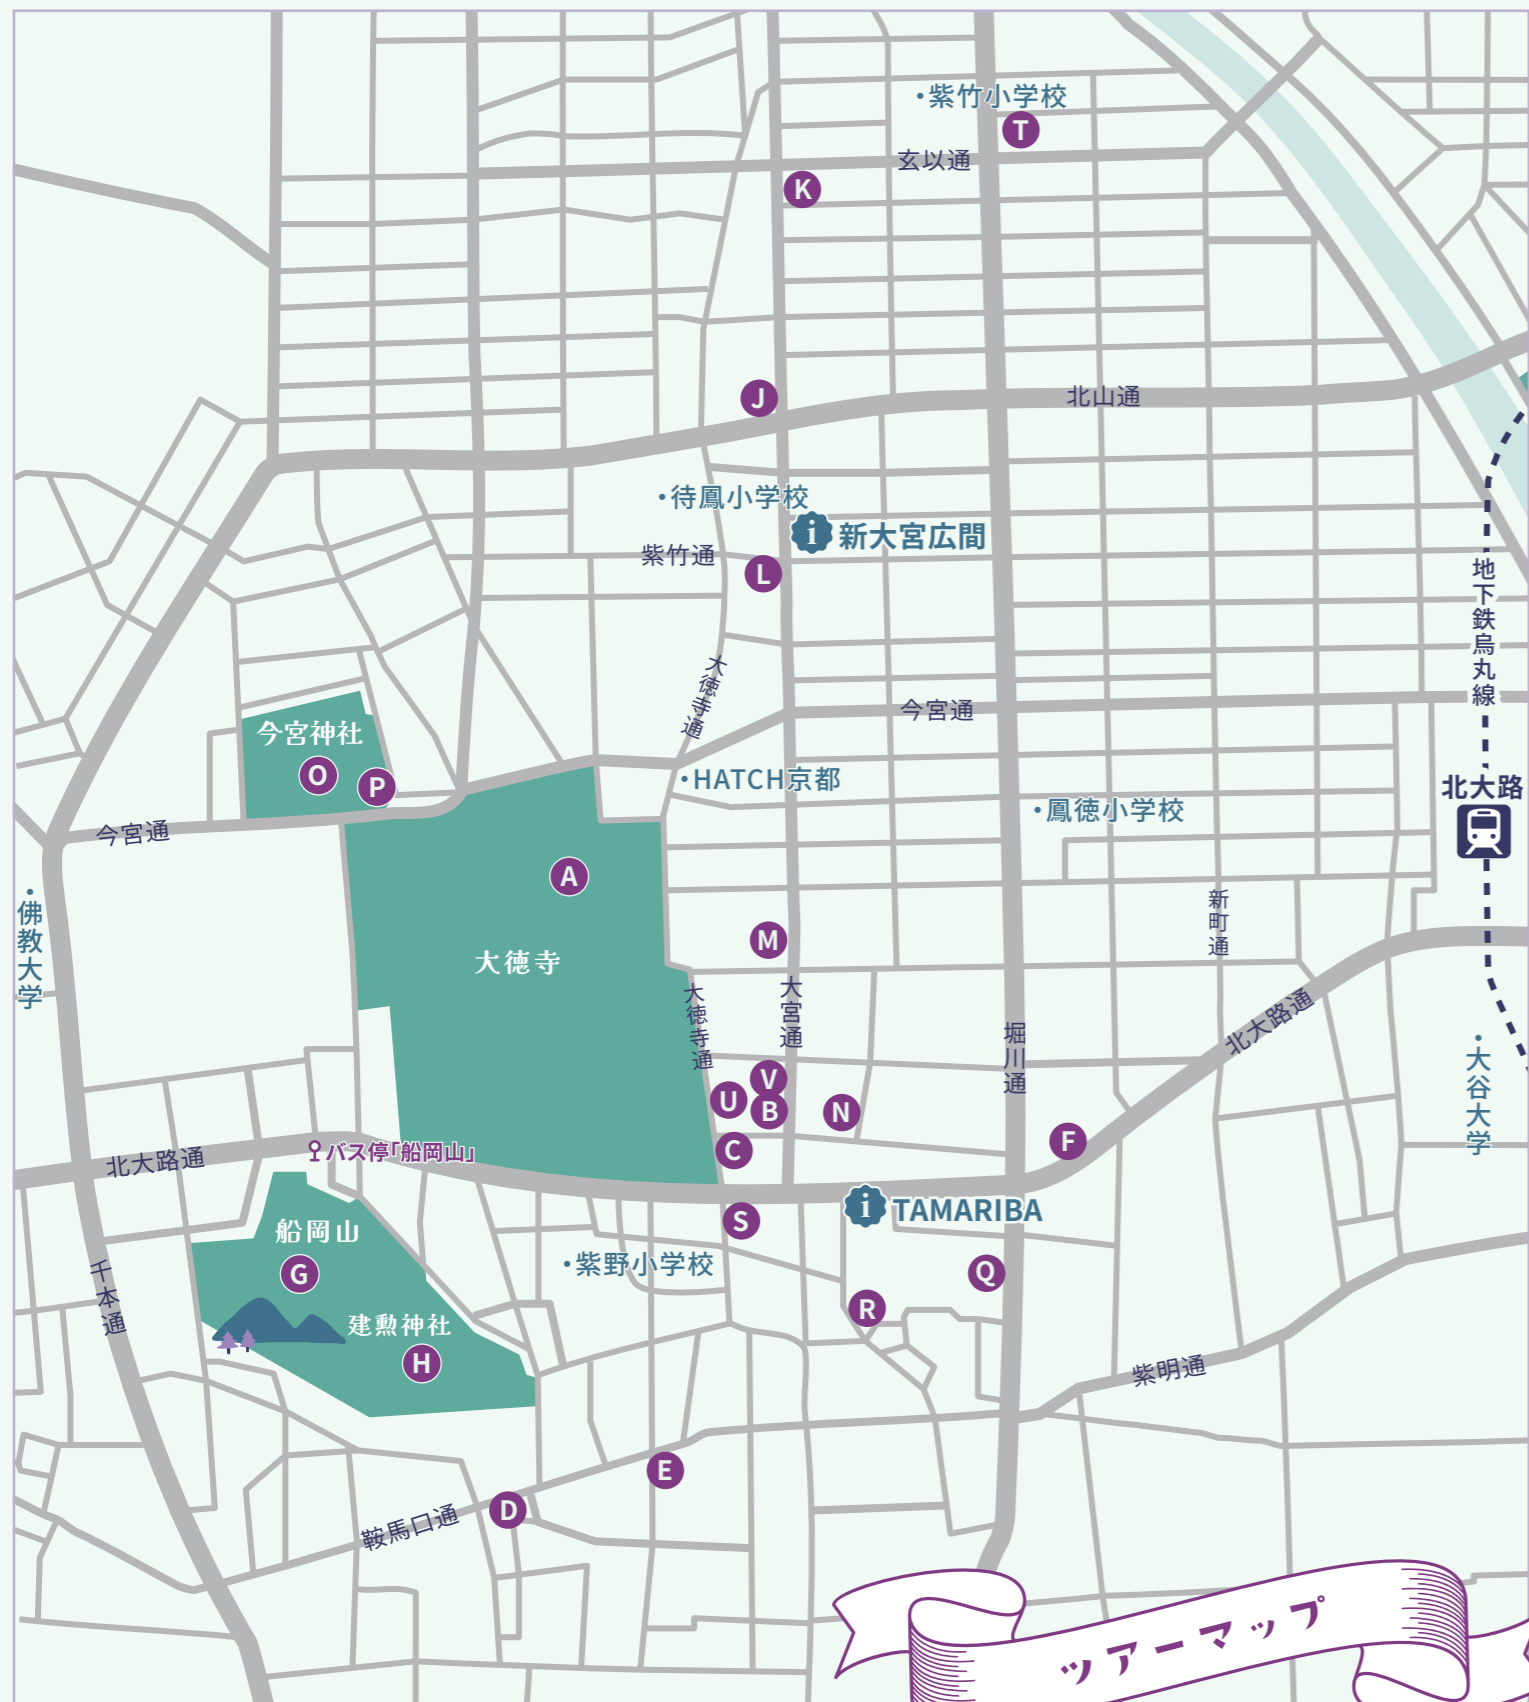 ・紫竹小学校
T
玄以通
K
J
北山通
・待鳳小学校
i 新大宮広間
紫竹通
L
地下鉄烏丸線
大徳寺通
今宮通
今宮神社
O
P
・HATCH京都
・鳳徳小学校
北大路
今宮通
A
・佛教大学
新町通
M
大徳寺
大徳寺通
大宮通
堀川通
北大路通
・大谷大学
V
U
B
N
C
F
バス停「船岡山」
北大路通
S
i TAMARIBA
船岡山
G
・紫野小学校
Q
千本通
R
建勲神社
H
紫明通
E
D
鞍馬口通
ツアーマップ